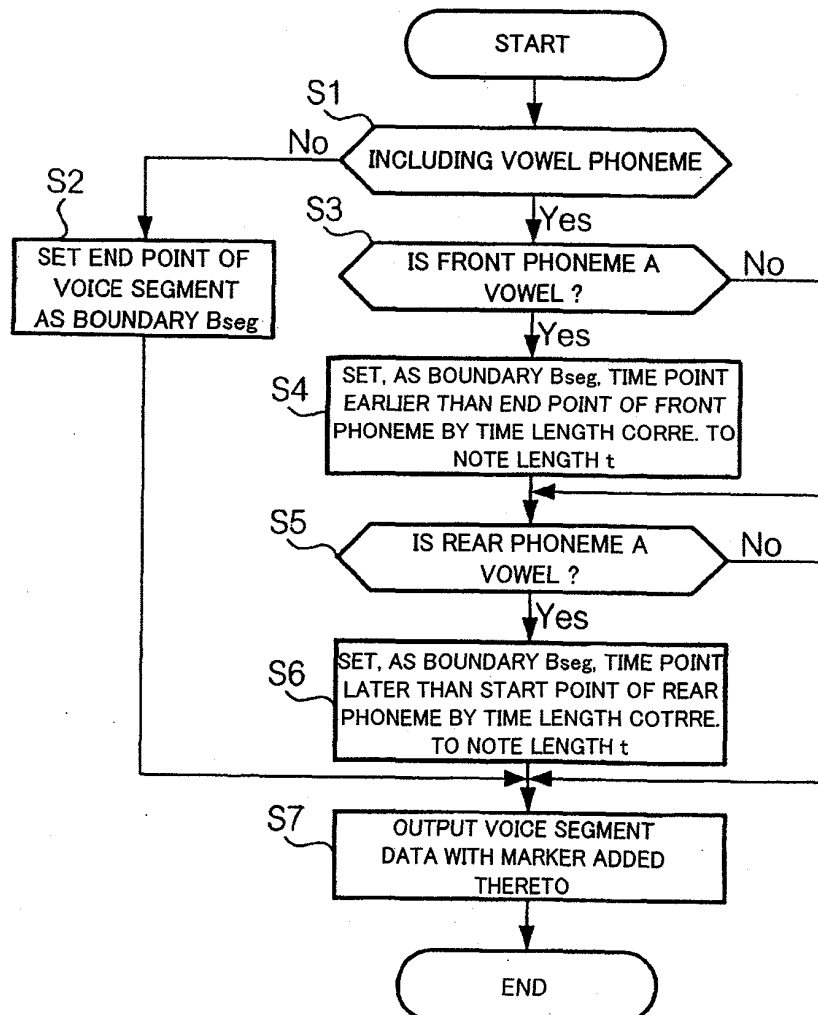 START
S1
No
INCLUDING VOWEL PHONEME
S2
S3
Yes
SET END POINT OF
VOICE SEGMENT
AS BOUNDARY Bseg
IS FRONT PHONEME A
VOWEL ?
No
Yes
S4
SET, AS BOUNDARY Bseg, TIME POINT
EARLIER THAN END POINT OF FRONT
PHONEME BY TIME LENGTH CORRE. TO
NOTE LENGTH t
S5
IS REAR PHONEME A
VOWEL ?
No
Yes
S6
SET, AS BOUNDARY Bseg, TIME POINT
LATER THAN START POINT OF REAR
PHONEME BY TIME LENGTH COTRRE.
TO NOTE LENGTH t
S7
OUTPUT VOICE SEGMENT
DATA WITH MARKER ADDED
THERETO
END